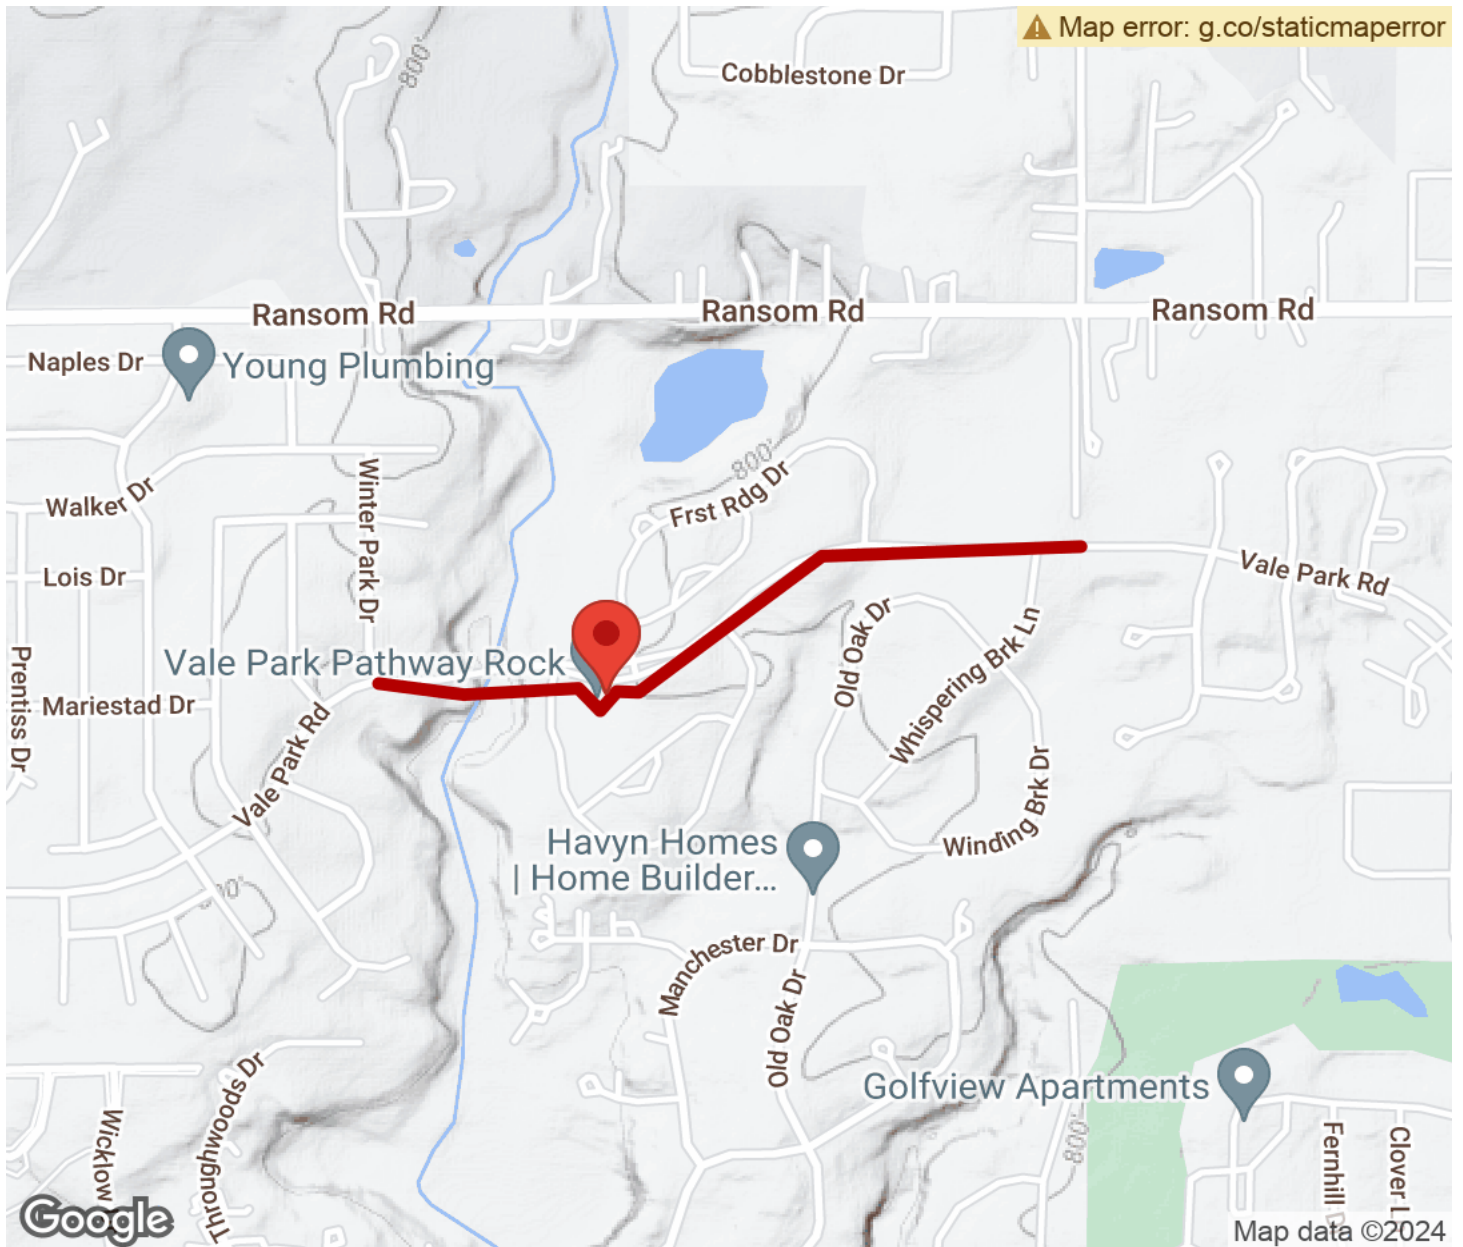 Map error: g.co/staticmaperror
800'
Cobblestone Dr
Ransom Rd
Ransom Rd
Ransom Rd
Naples Dr
Young Plumbing
800'
Walker Dr
Winter Park Dr
Frst Rdg Dr
Lois Dr
Vale Park Rd
Old Oak Dr
Whispering Brk Ln
Vale Park Pathway Rock
Prentiss Dr
Mariestad Dr
Vale Park Rd
Winding Brk Dr
Havyn Homes
| Home Builder...
Manchester Dr
Old Oak Dr
Throughwoods Dr
Golfview Apartments
800'
Wicklow
Fernhill D
Clover L
Google
Map data ©2024